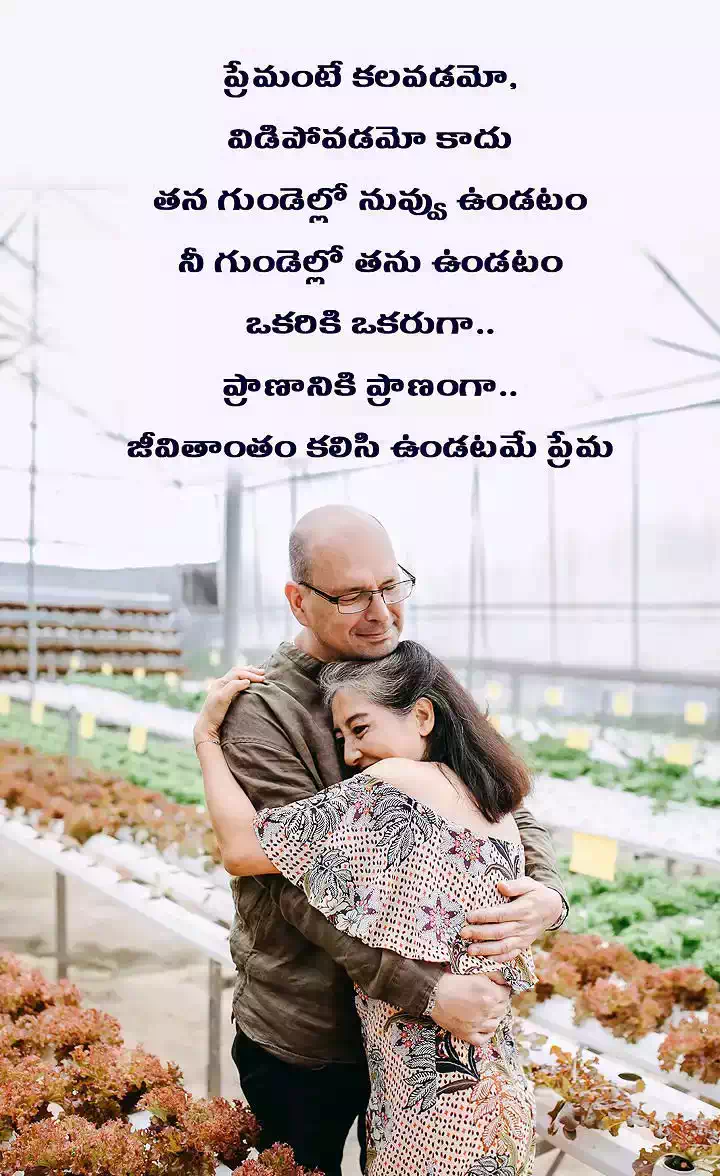 ప్రేమంటే కలవడమో,
విడిపోవడమో కాదు
తన గుండెల్లో నువ్వు ఉండటం
నీ గుండెల్లో తను ఉండటం
ఒకరికి ఒకరుగా..
ప్రాణానికి ప్రాణంగా..
జీవితాంతం కలిసి ఉండటమే ప్రేమ